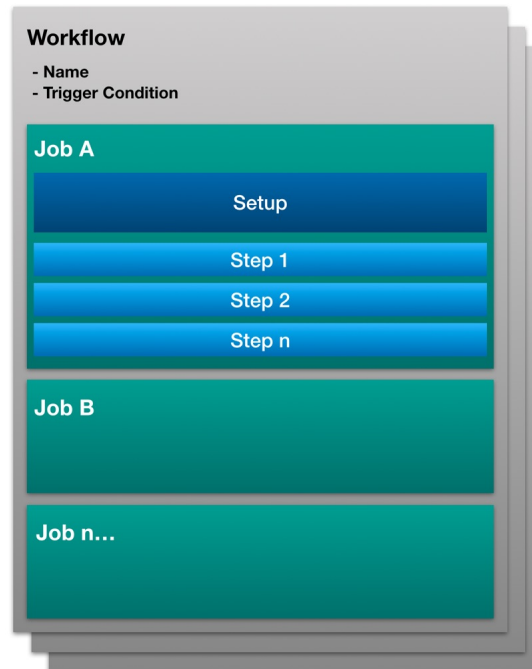 Workflow
- Name
- Trigger Condition
Job A
Setup
Step 1
Step 2
Step n
Job B
Job n...